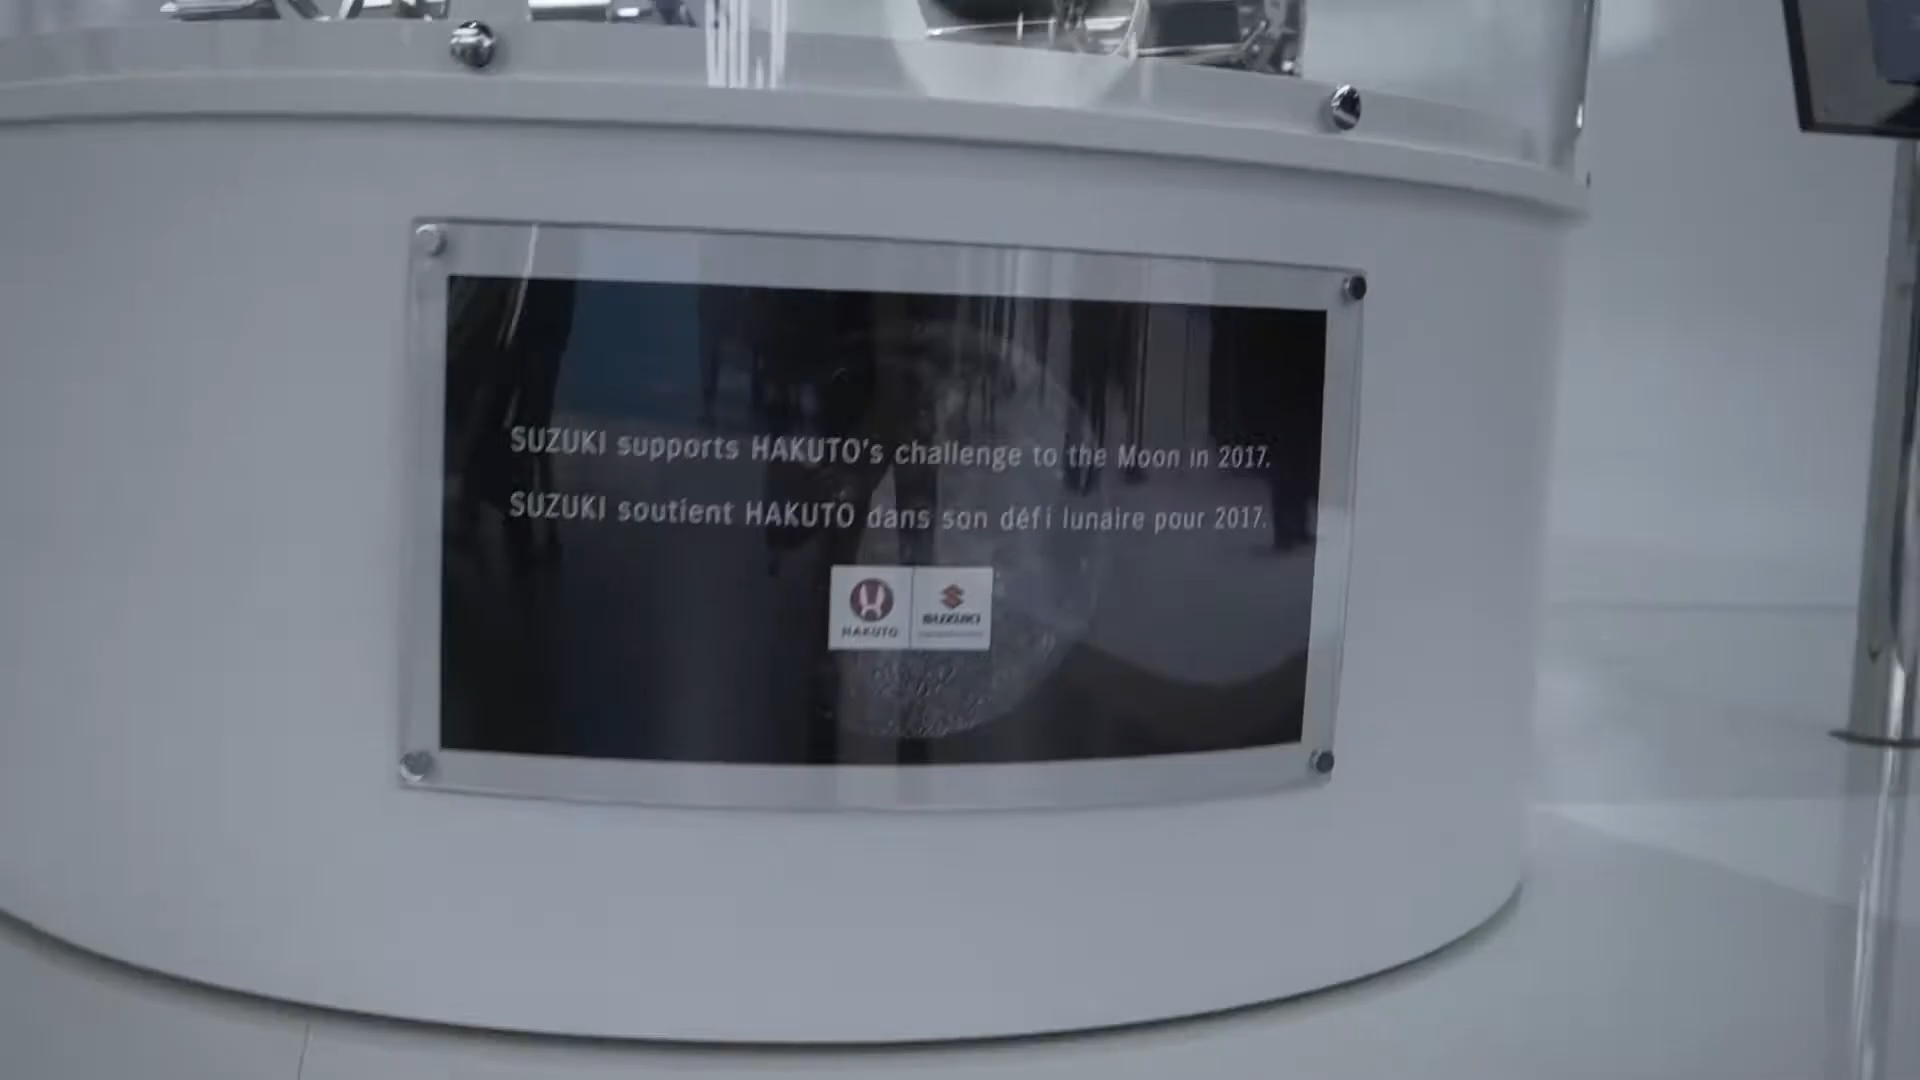 SUZUKI supports HAKUTO's challenge to the Moon in 2017.
SUZUKI soutient HAKUTO dans son défi lunaire pour 2017.
HAKUTO
SUZUKI